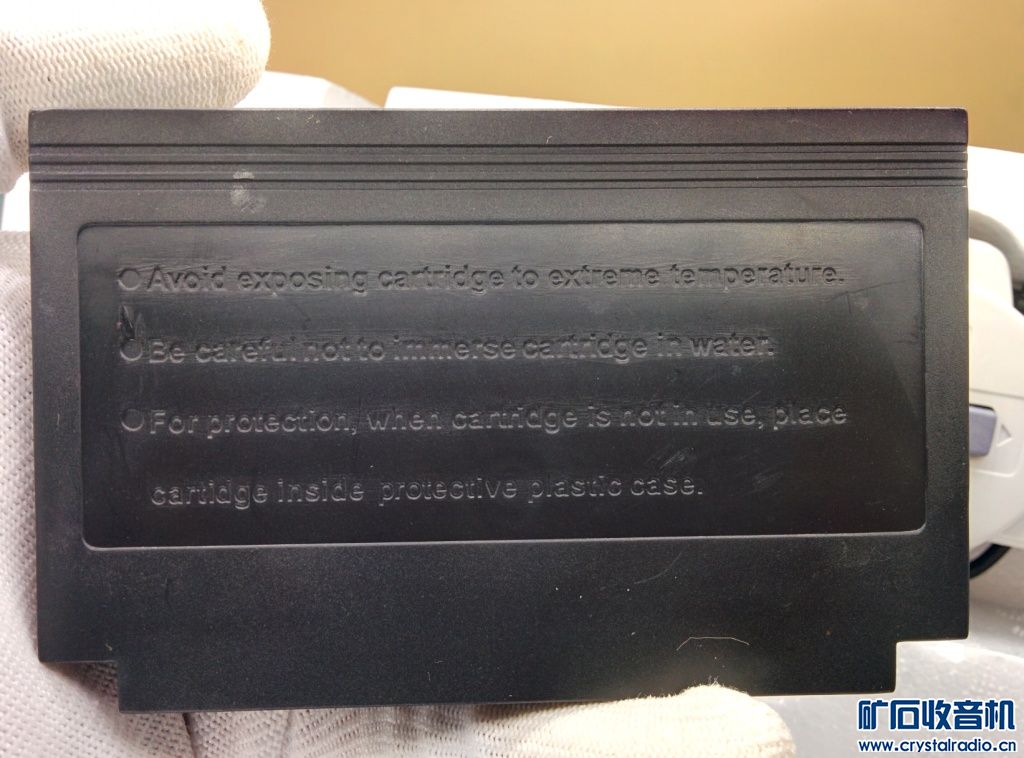 ○Avoid exposing cartridge to extreme temperature.
○Be careful not to immerse cartridge in water.
○For protection, when cartridge is not in use, place
cartidge inside protective plastic case.
矿石收音机
www.crystalradio.cn